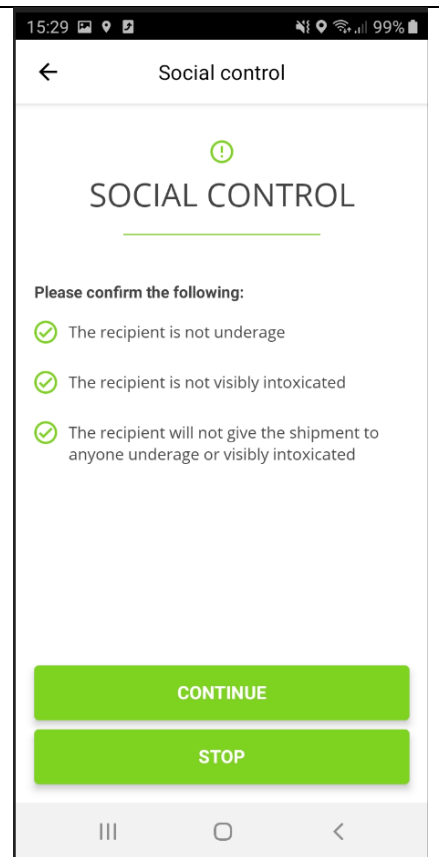 15:29 99%
Social control
SOCIAL CONTROL
Please confirm the following:
The recipient is not underage
The recipient is not visibly intoxicated
The recipient will not give the shipment to
anyone underage or visibly intoxicated
CONTINUE
STOP